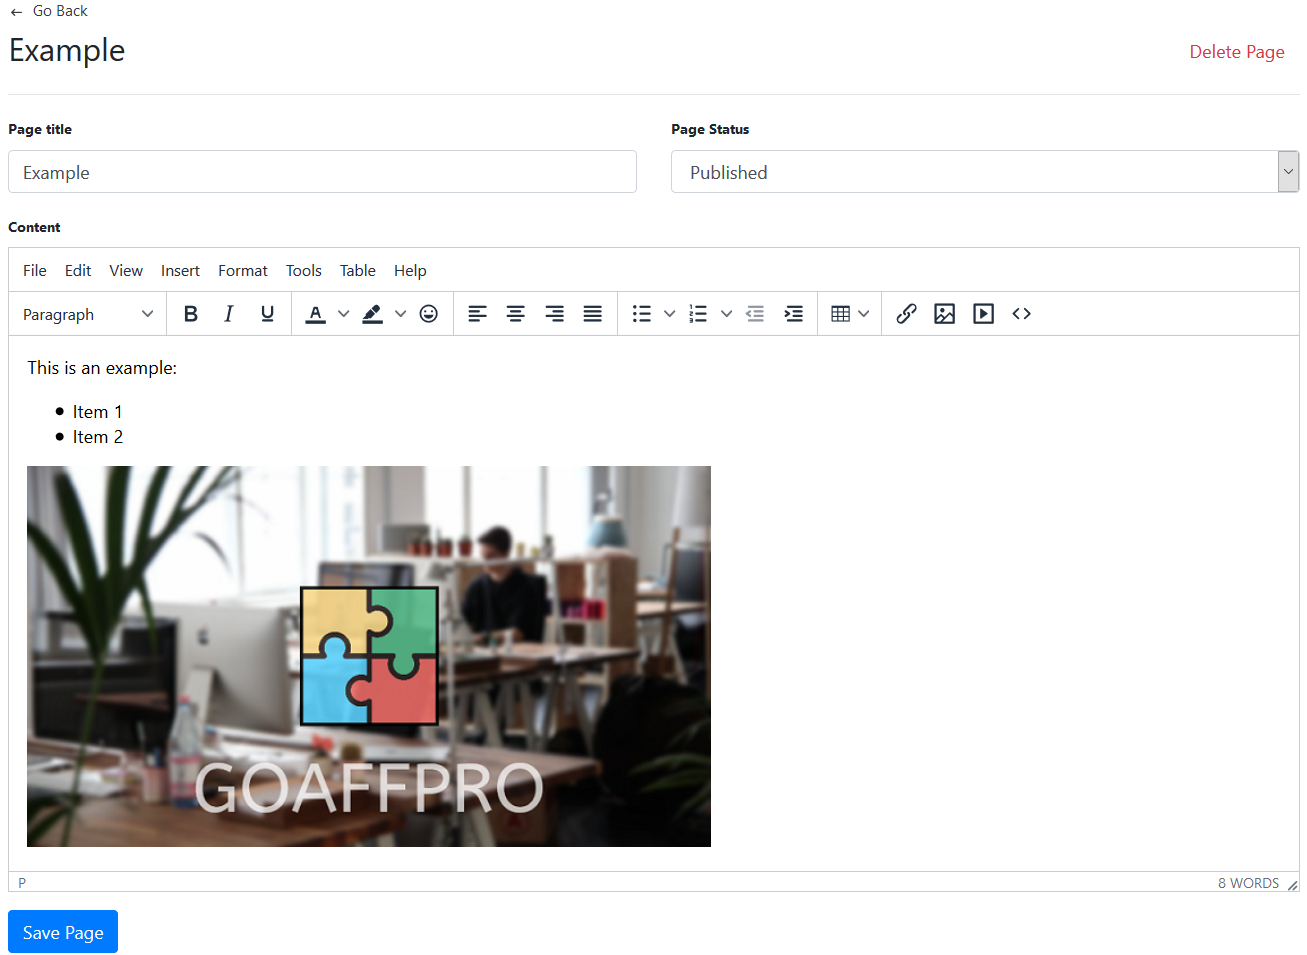 ← Go Back
Example
Delete Page
Page title
Page Status
Example
Published
Content
File Edit View Insert Format Tools Table Help
Paragraph B I U A
This is an example:
• Item 1
• Item 2
GOAFFPRO
P
8 WORDS
Save Page